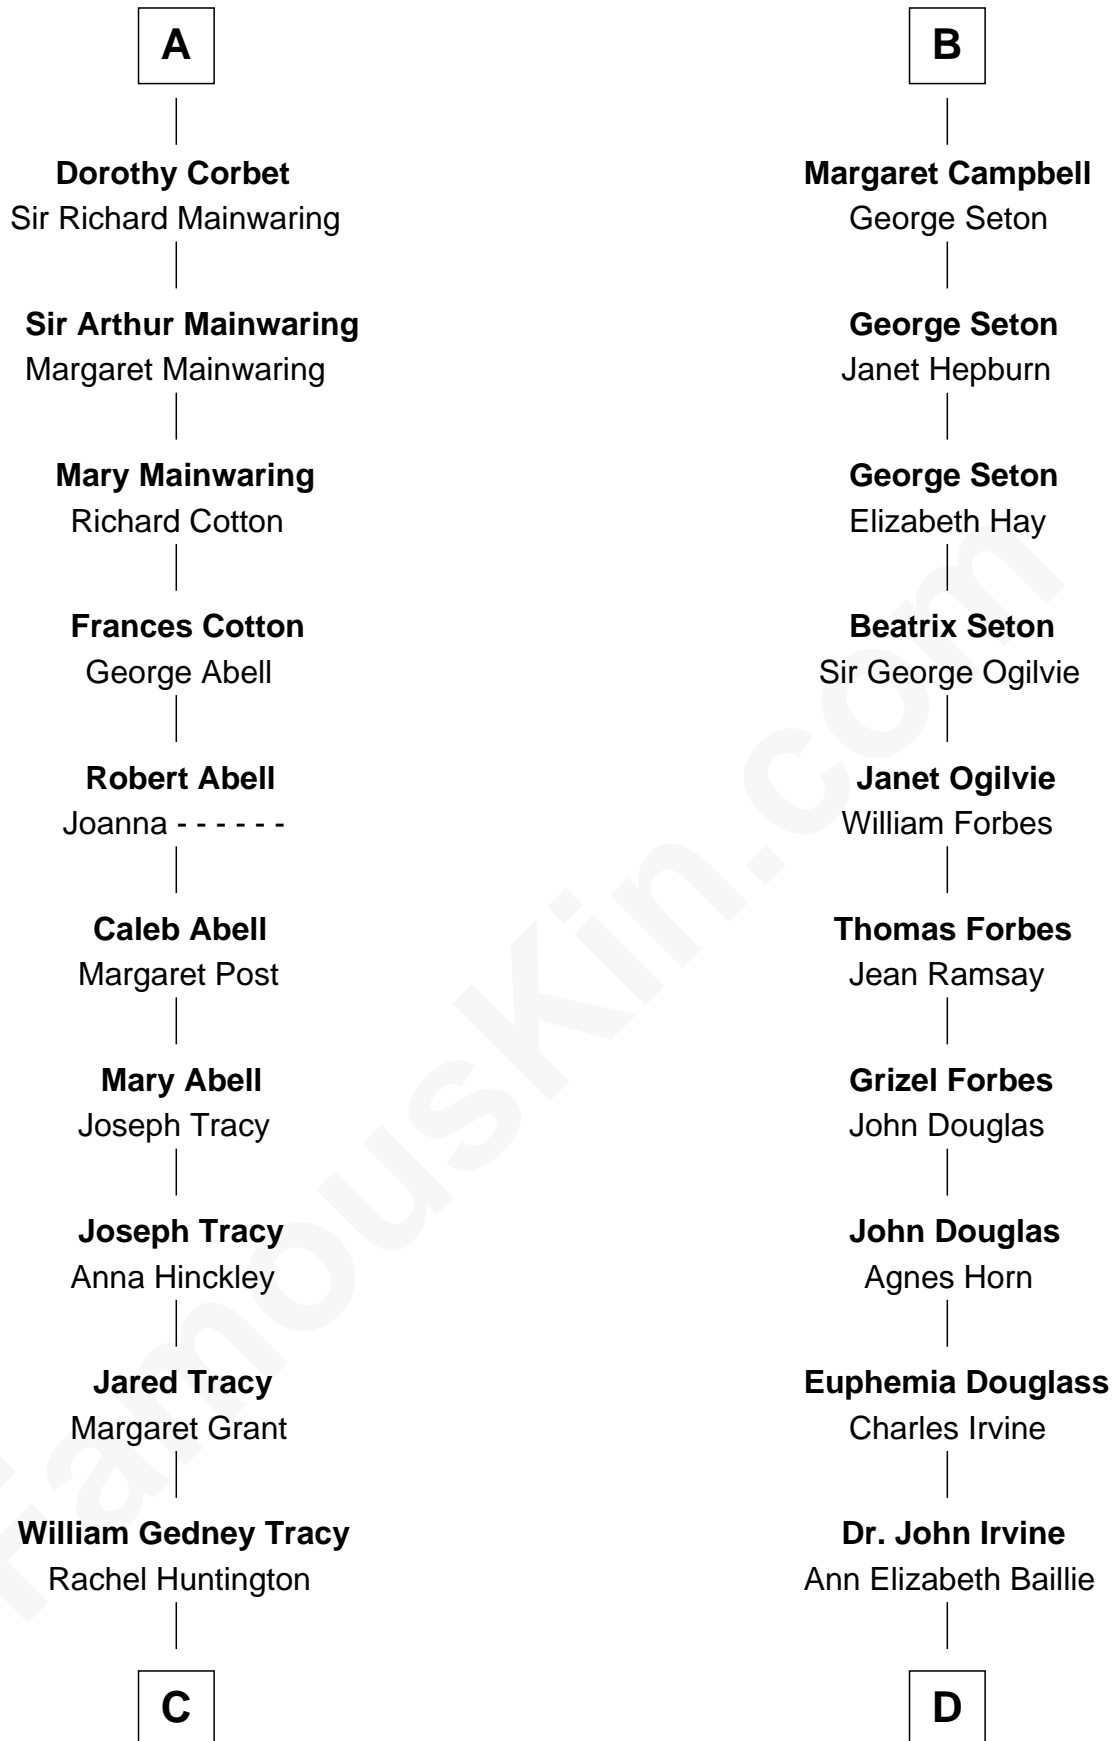 A
Dorothy Corbet
Sir Richard Mainwaring
Sir Arthur Mainwaring
Margaret Mainwaring
Mary Mainwaring
Richard Cotton
Frances Cotton
George Abell
Robert Abell
Joanna - - - - - -
Caleb Abell
Margaret Post
Mary Abell
Joseph Tracy
Joseph Tracy
Anna Hinckley
Jared Tracy
Margaret Grant
William Gedney Tracy
Rachel Huntington
C
B
Margaret Campbell
George Seton
George Seton
Janet Hepburn
George Seton
Elizabeth Hay
Beatrix Seton
Sir George Ogilvie
Janet Ogilvie
William Forbes
Thomas Forbes
Jean Ramsay
Grizel Forbes
John Douglas
John Douglas
Agnes Horn
Euphemia Douglass
Charles Irvine
Dr. John Irvine
Ann Elizabeth Baillie
D
FamousKin.com